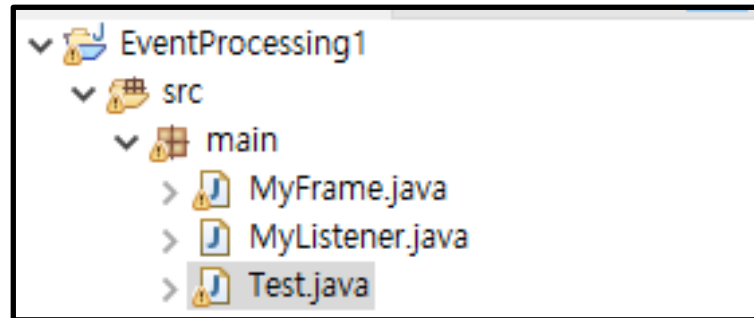 EventProcessing1
src
main
MyFrame.java
MyListener.java
Test.java